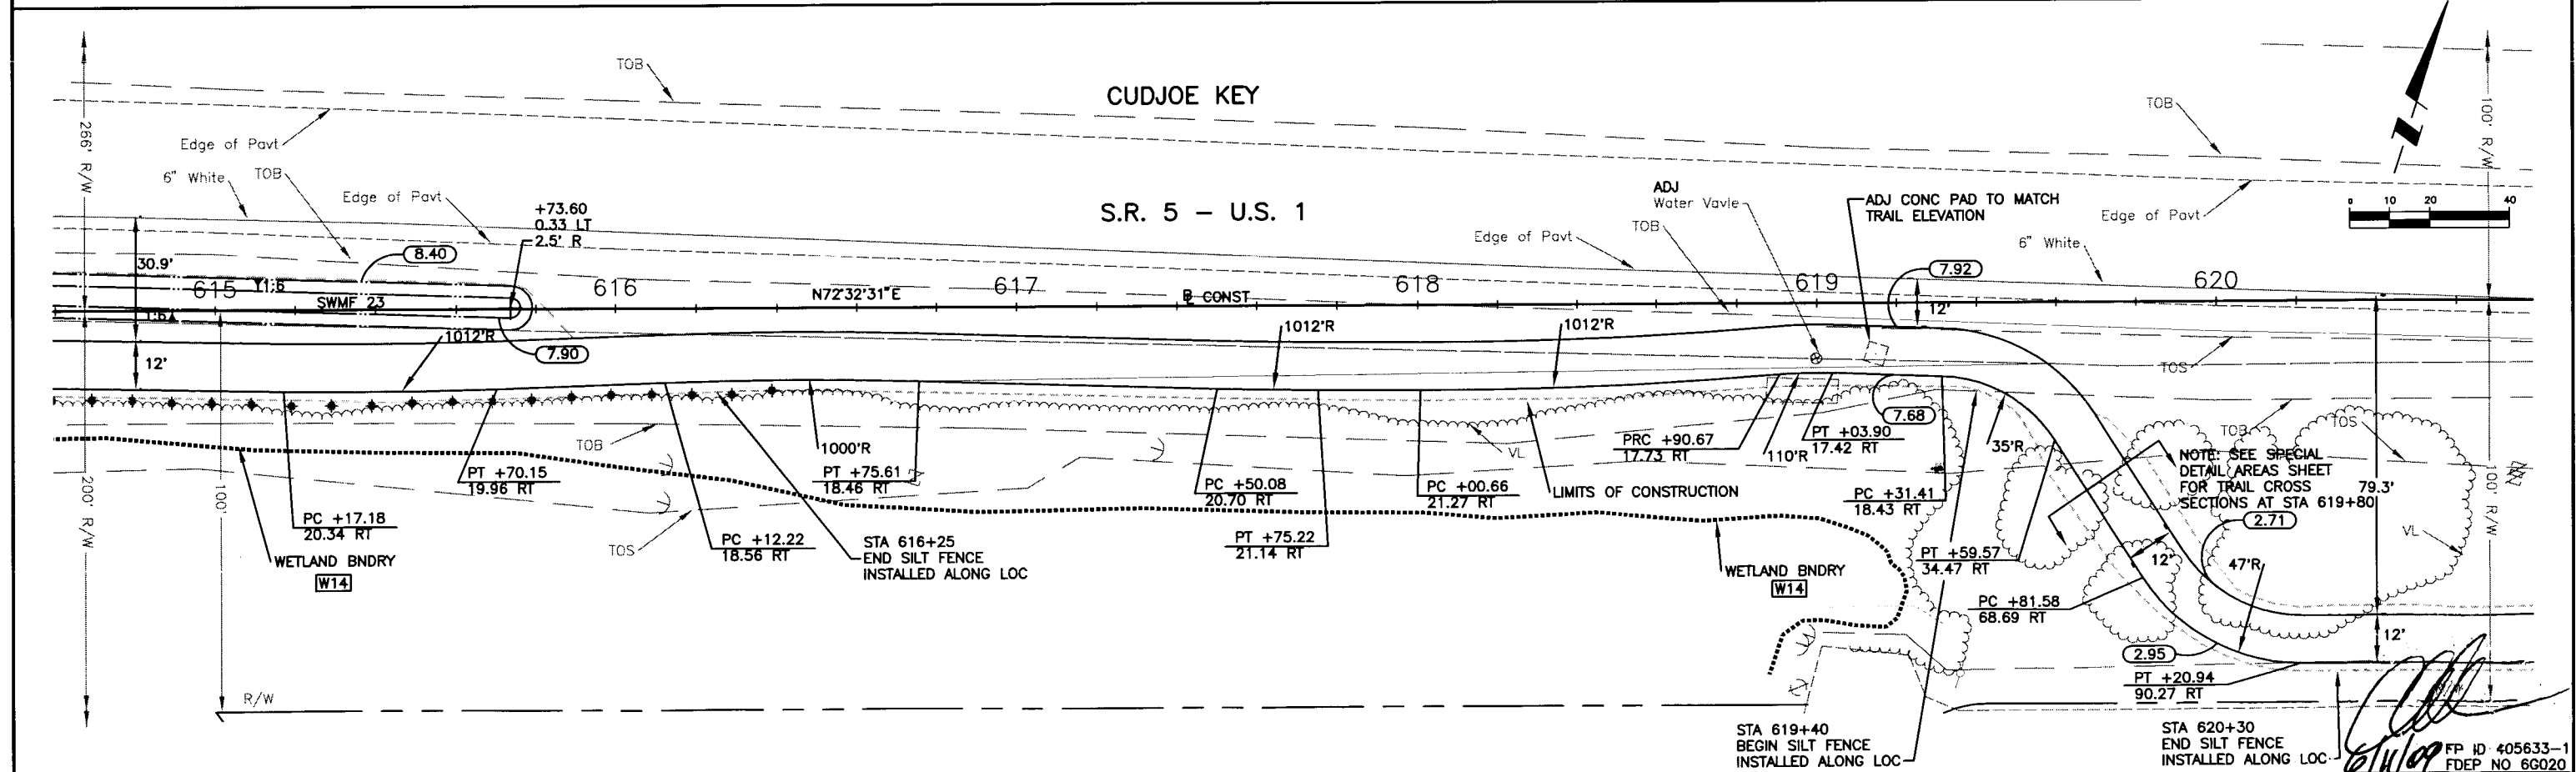 TOB
CUDJOE KEY
TOB
266' R/W
100' R/W
Edge of Pavt
6" White
TOB
Edge of Pavt
+73.60
0.33 LT
2.5' R
S.R. 5 - U.S. 1
ADJ
Water Vavle
TOB
ADJ CONC PAD TO MATCH
TRAIL ELEVATION
Edge of Pavt
Edge of Pavt
6" White
N
0 10 20 40
30.9'
8.40
7.92
615
1:6
SWMF 23
616
N72°32'31"E
617
B CONST
618
619
12'
620
1:6
1012'R
7.90
1012'R
1012'R
TOS
TOS
12'
TOB
1000'R
VL
7.68
TOB
TOS
PC +17.18
20.34 RT
PT +70.15
19.96 RT
PC +12.22
18.56 RT
PT +75.61
18.46 RT
PC +50.08
20.70 RT
PT +75.22
21.14 RT
PC +00.66
21.27 RT
LIMITS OF CONSTRUCTION
PRC +90.67
17.73 RT
110'R
PT +03.90
17.42 RT
PC +31.41
18.43 RT
35'R
NOTE: SEE SPECIAL
DETAIL AREAS SHEET
FOR TRAIL CROSS
SECTIONS AT STA 619+80
79.3'
2.71
200' R/W
100'
100' R/W
WETLAND BNDRY
W14
TOS
STA 616+25
END SILT FENCE
INSTALLED ALONG LOC
WETLAND BNDRY
W14
PT +59.57
34.47 RT
12'
47'R
VL
PC +81.58
68.69 RT
12'
2.95
PT +20.94
90.27 RT
R/W
STA 619+40
BEGIN SILT FENCE
INSTALLED ALONG LOC
STA 620+30
END SILT FENCE
INSTALLED ALONG LOC
6/11/09
FP ID 405633-1
FDEP NO 6G020